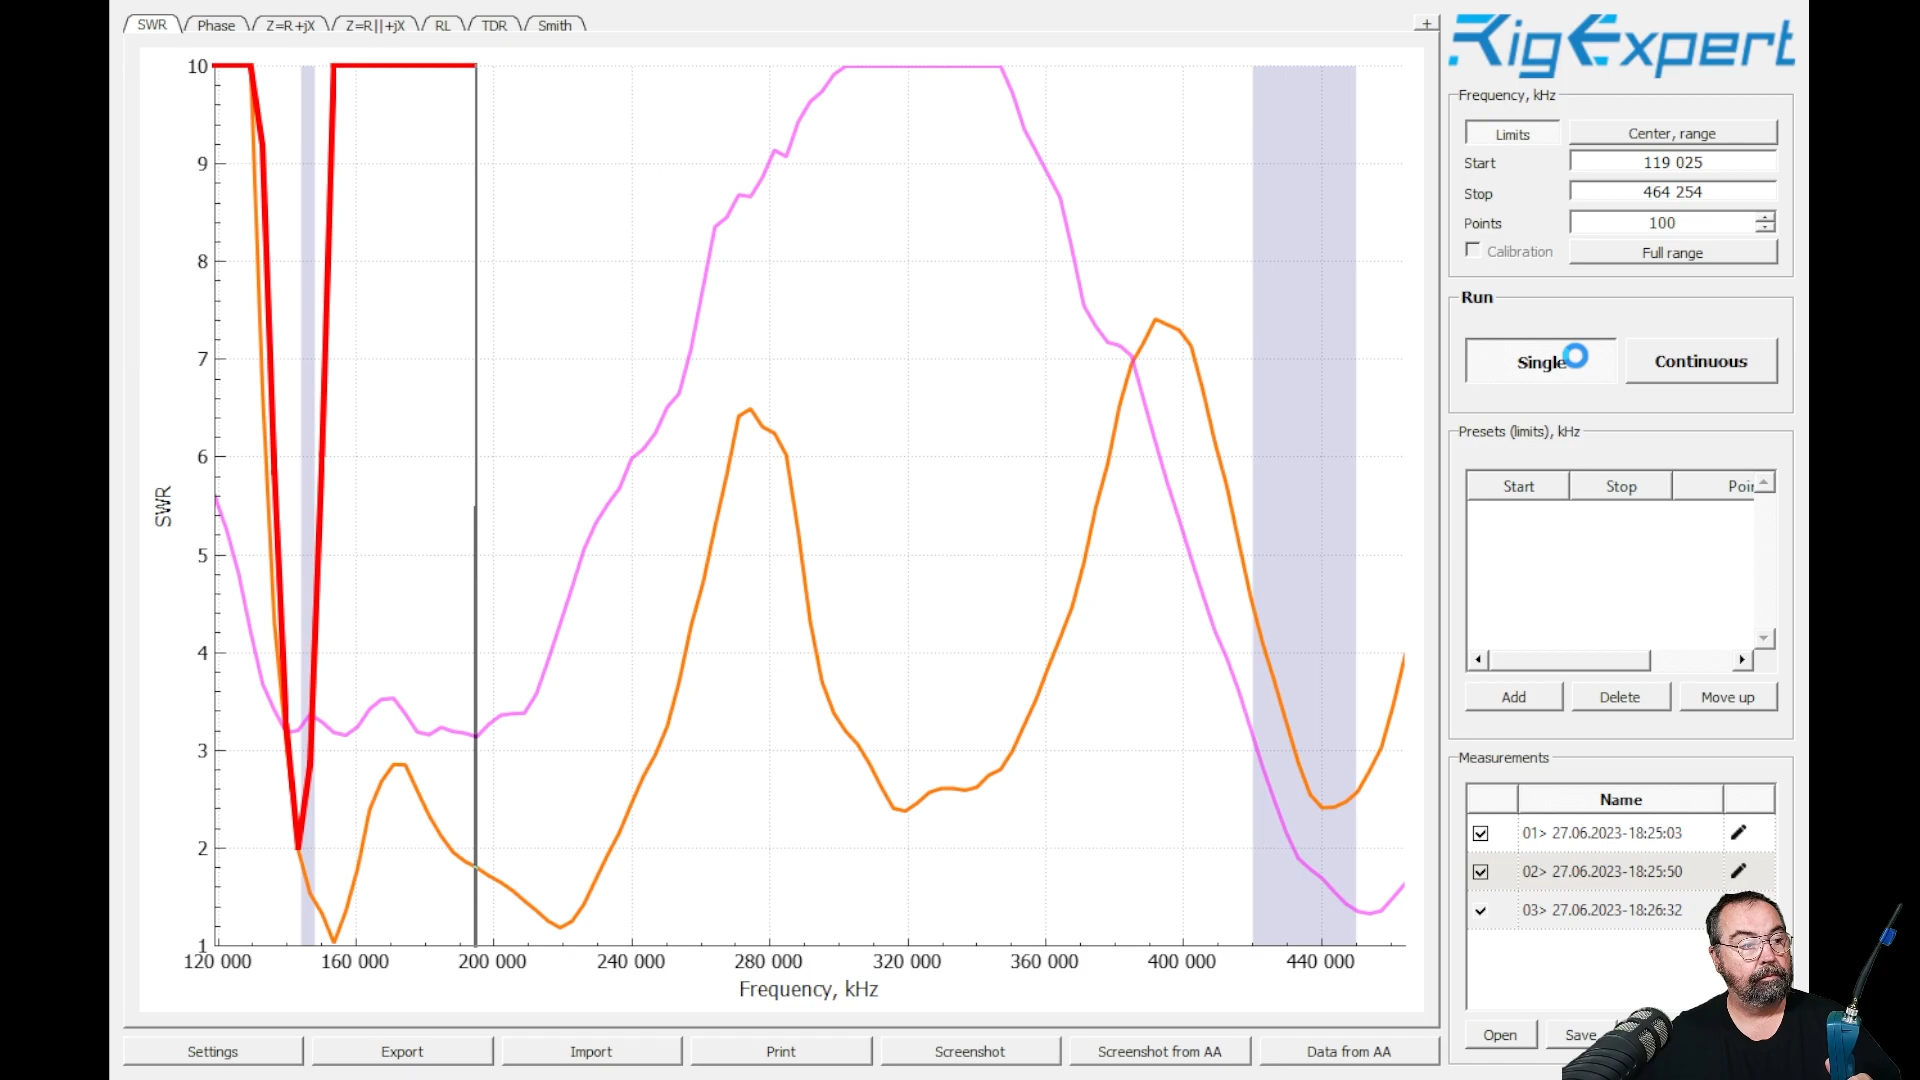 SWR Phase Z=R+jX Z=R||+jX RL TDR Smith
+
10
9
8
7
6
5
4
3
2
1
SWR
120 000 160 000 200 000 240 000 280 000 320 000 360 000 400 000 440 000
Frequency, kHz
Settings Export Import Print Screenshot Screenshot from AA Data from AA
RigExpert
Frequency, kHz
Limits Center, range
Start 119 025
Stop 464 254
Points 100
Calibration Full range
Run
Single Continuous
Presets (limits), kHz
Start Stop
Add Delete Move up
Measurements
Name
01> 27.06.2023-18:25:03
02> 27.06.2023-18:25:50
03> 27.06.2023-18:26:32
Open Save